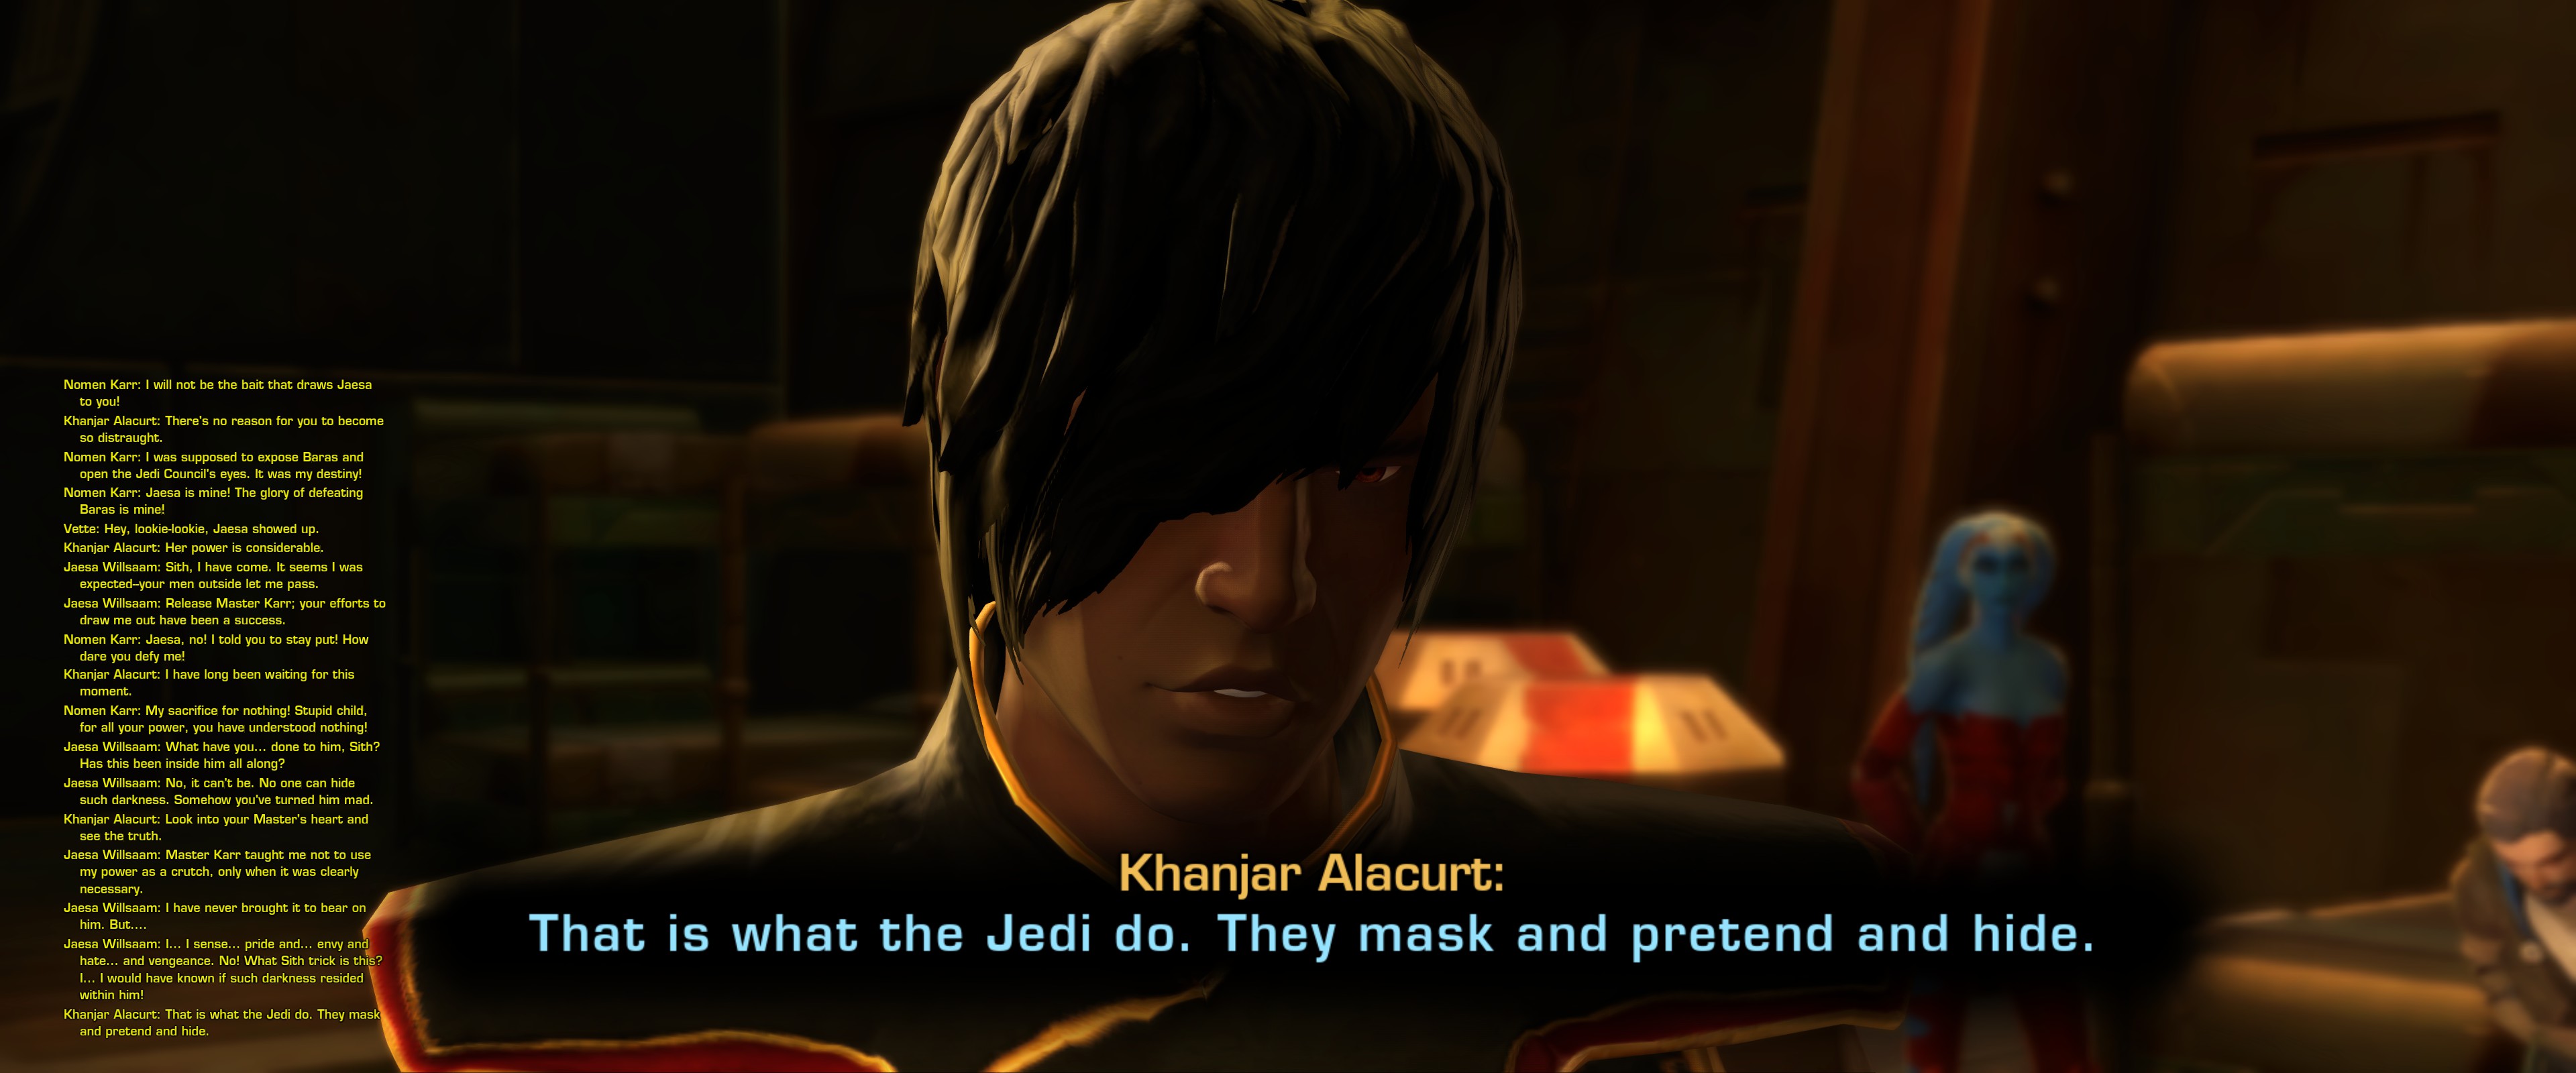 Nomen Karr: I will not be the bait that draws Jaesa
to you!
Khanjar Alacurt: There's no reason for you to become
so distraught.
Nomen Karr: I was supposed to expose Baras and
open the Jedi Council's eyes. It was my destiny!
Nomen Karr: Jaesa is mine! The glory of defeating
Baras is mine!
Vette: Hey, lookie-lookie, Jaesa showed up.
Khanjar Alacurt: Her power is considerable.
Jaesa Willsaam: Sith, I have come. It seems I was
expected—your men outside let me pass.
Jaesa Willsaam: Release Master Karr; your efforts to
draw me out have been a success.
Nomen Karr: Jaesa, no! I told you to stay put! How
dare you defy me!
Khanjar Alacurt: I have long been waiting for this
moment.
Nomen Karr: My sacrifice for nothing! Stupid child,
for all your power, you have understood nothing!
Jaesa Willsaam: What have you... done to him, Sith?
Has this been inside him all along?
Jaesa Willsaam: No, it can't be. No one can hide
such darkness. Somehow you've turned him mad.
Khanjar Alacurt: Look into your Master's heart and
see the truth.
Jaesa Willsaam: Master Karr taught me not to use
my power as a crutch, only when it was clearly
necessary.
Jaesa Willsaam: I have never brought it to bear on
him. But....
Jaesa Willsaam: I... I sense... pride and... envy and
hate... and vengeance. No! What Sith trick is this?
I... I would have known if such darkness resided
within him!
Khanjar Alacurt: That is what the Jedi do. They mask
and pretend and hide.
Khanjar Alacurt:
That is what the Jedi do. They mask and pretend and hide.